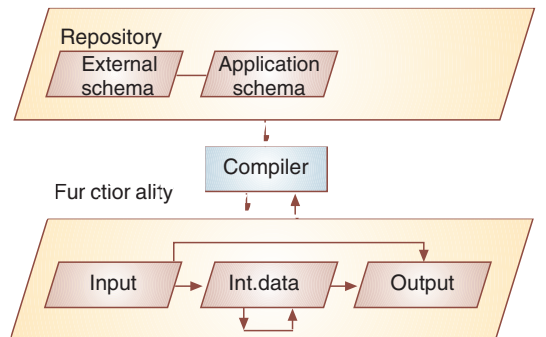 Repository
External
schema
Application
schema
Compiler
Fur ctior ality
Input
Int.data
Output